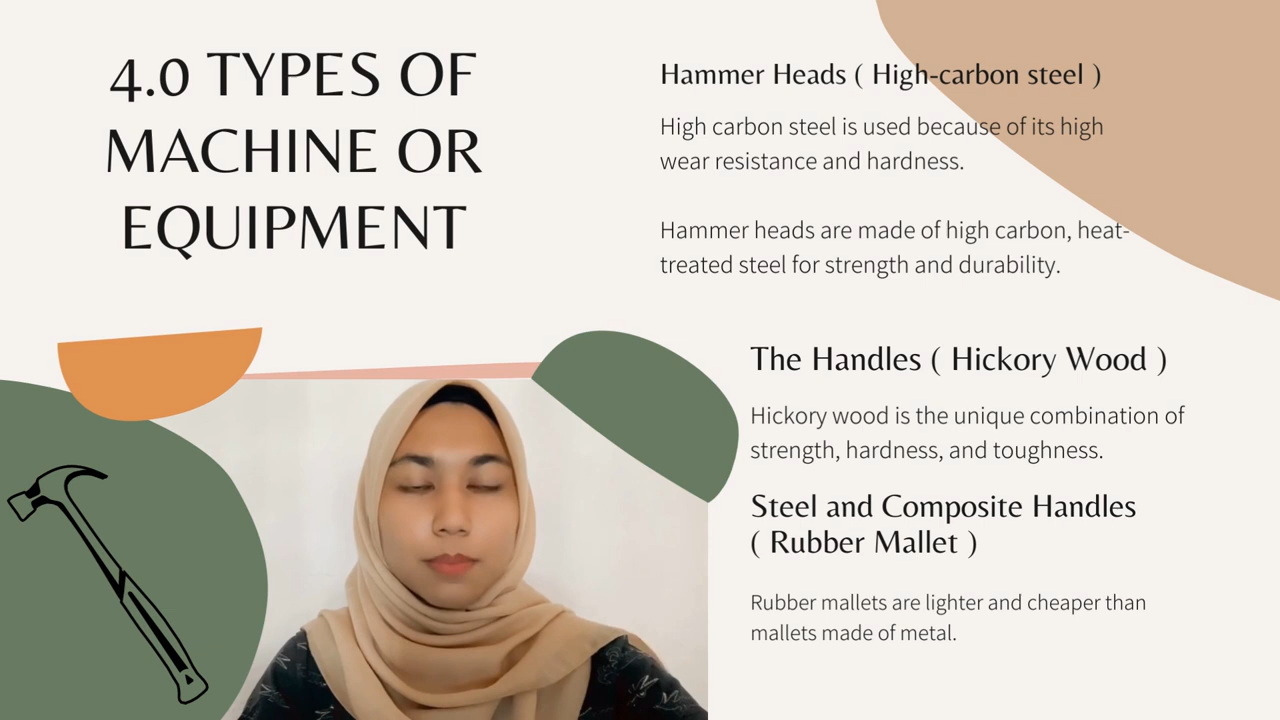 4.0 TYPES OF
MACHINE OR
EQUIPMENT
Hammer Heads ( High-carbon steel )
High carbon steel is used because of its high
wear resistance and hardness.
Hammer heads are made of high carbon, heat-
treated steel for strength and durability.
The Handles ( Hickory Wood )
Hickory wood is the unique combination of
strength, hardness, and toughness.
Steel and Composite Handles
( Rubber Mallet )
Rubber mallets are lighter and cheaper than
mallets made of metal.